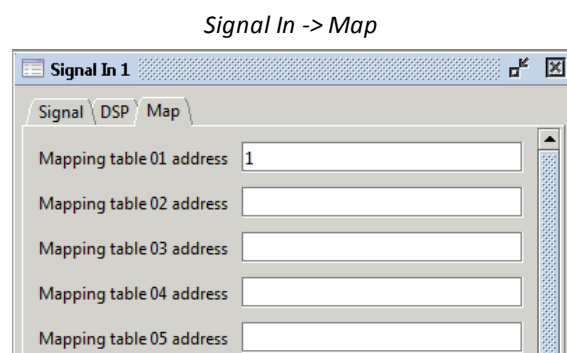 Signal In -> Map
Signal In 1
Signal DSP Map
Mapping table 01 address 1
Mapping table 02 address
Mapping table 03 address
Mapping table 04 address
Mapping table 05 address